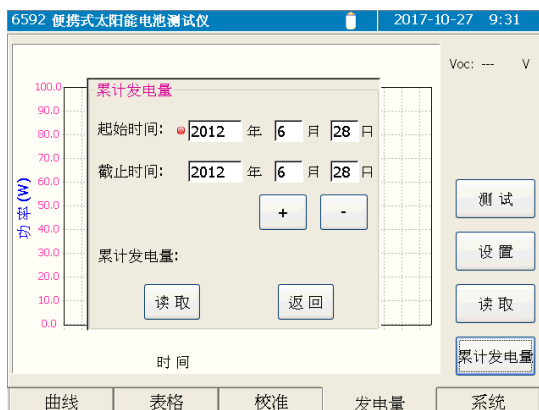 6592 便携式太阳能电池测试仪 2017-10-27 9:31
Voc: --- V
累计发电量
100.0
90.0
起始时间: 2012 年 6 月 28 日
80.0
70.0
截止时间: 2012 年 6 月 28 日
60.0
功率(W)
50.0
+ -
40.0
30.0
累计发电量:
20.0
10.0
读取 返回
0.0
时间
测试
设置
读取
累计发电量
曲线 表格 校准 发电量 系统